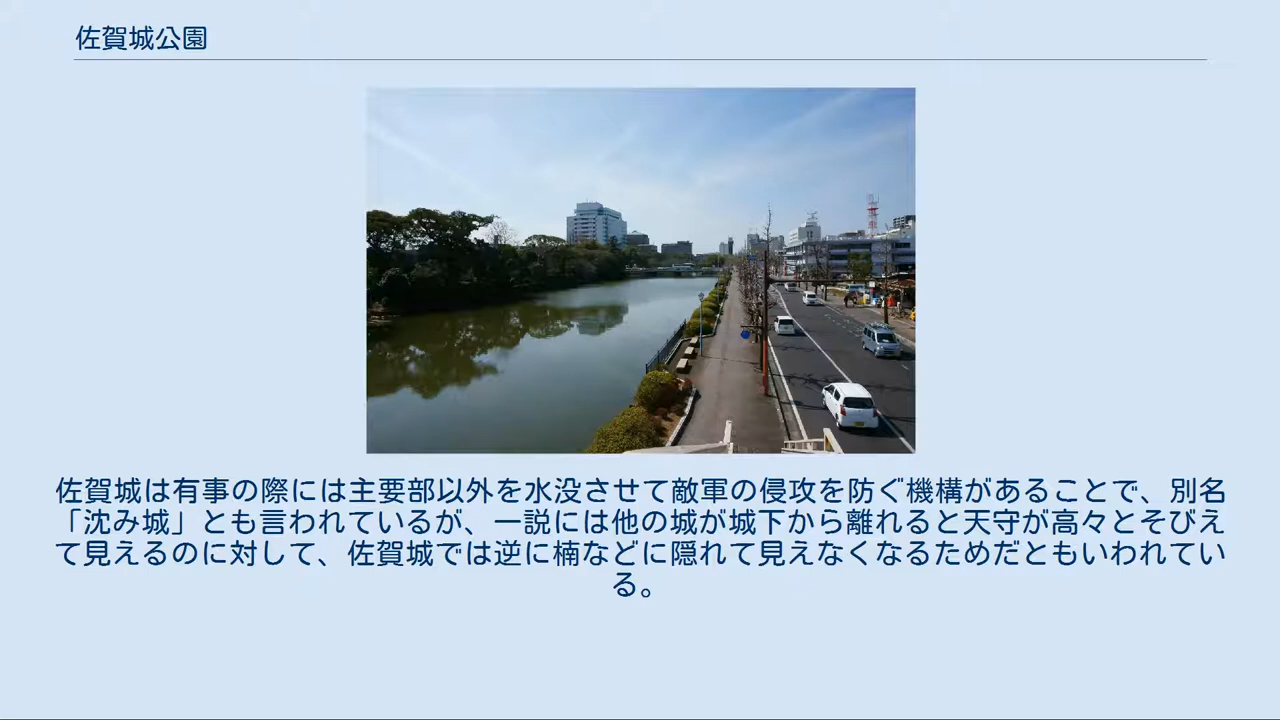 佐賀城公園
佐賀城は有事の際には主要部以外を水没させて敵軍の侵攻を防ぐ機構があることで、別名
「沈み城」とも言われているが、一説には他の城が城下から離れると天守が高々とそびえ
て見えるのに対して、佐賀城では逆に楠などに隠れて見えなくなるためだともいわれてい
る。